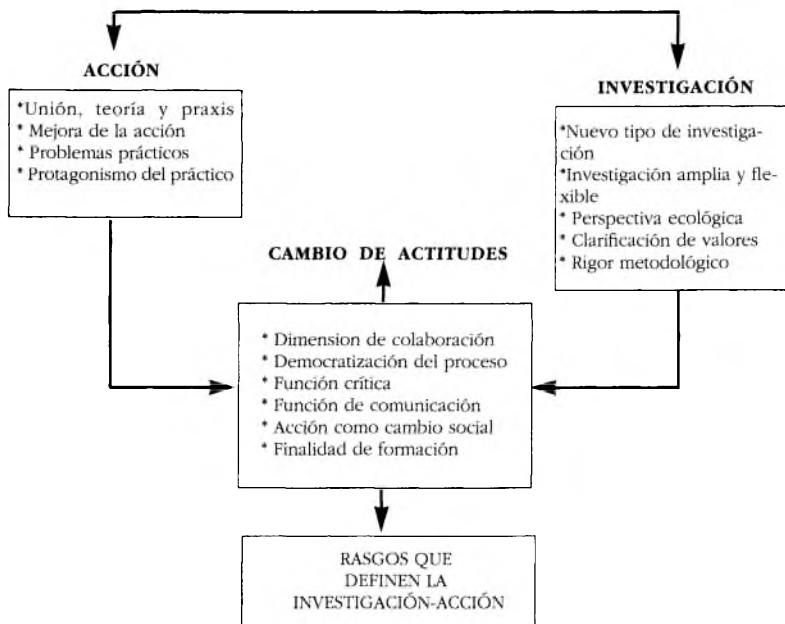 ACCIÓN
*Unión, teoría y praxis
* Mejora de la acción
* Problemas prácticos
* Protagonismo del práctico
INVESTIGACIÓN
*Nuevo tipo de investiga-
ción
*Investigación amplia y fle-
xible
* Perspectiva ecológica
* Clarificación de valores
* Rigor metodológico
CAMBIO DE ACTITUDES
* Dimension de colaboración
* Democratización del proceso
* Función crítica
* Función de comunicación
* Acción como cambio social
* Finalidad de formación
RASGOS QUE
DEFINEN LA
INVESTIGACIÓN-ACCIÓN